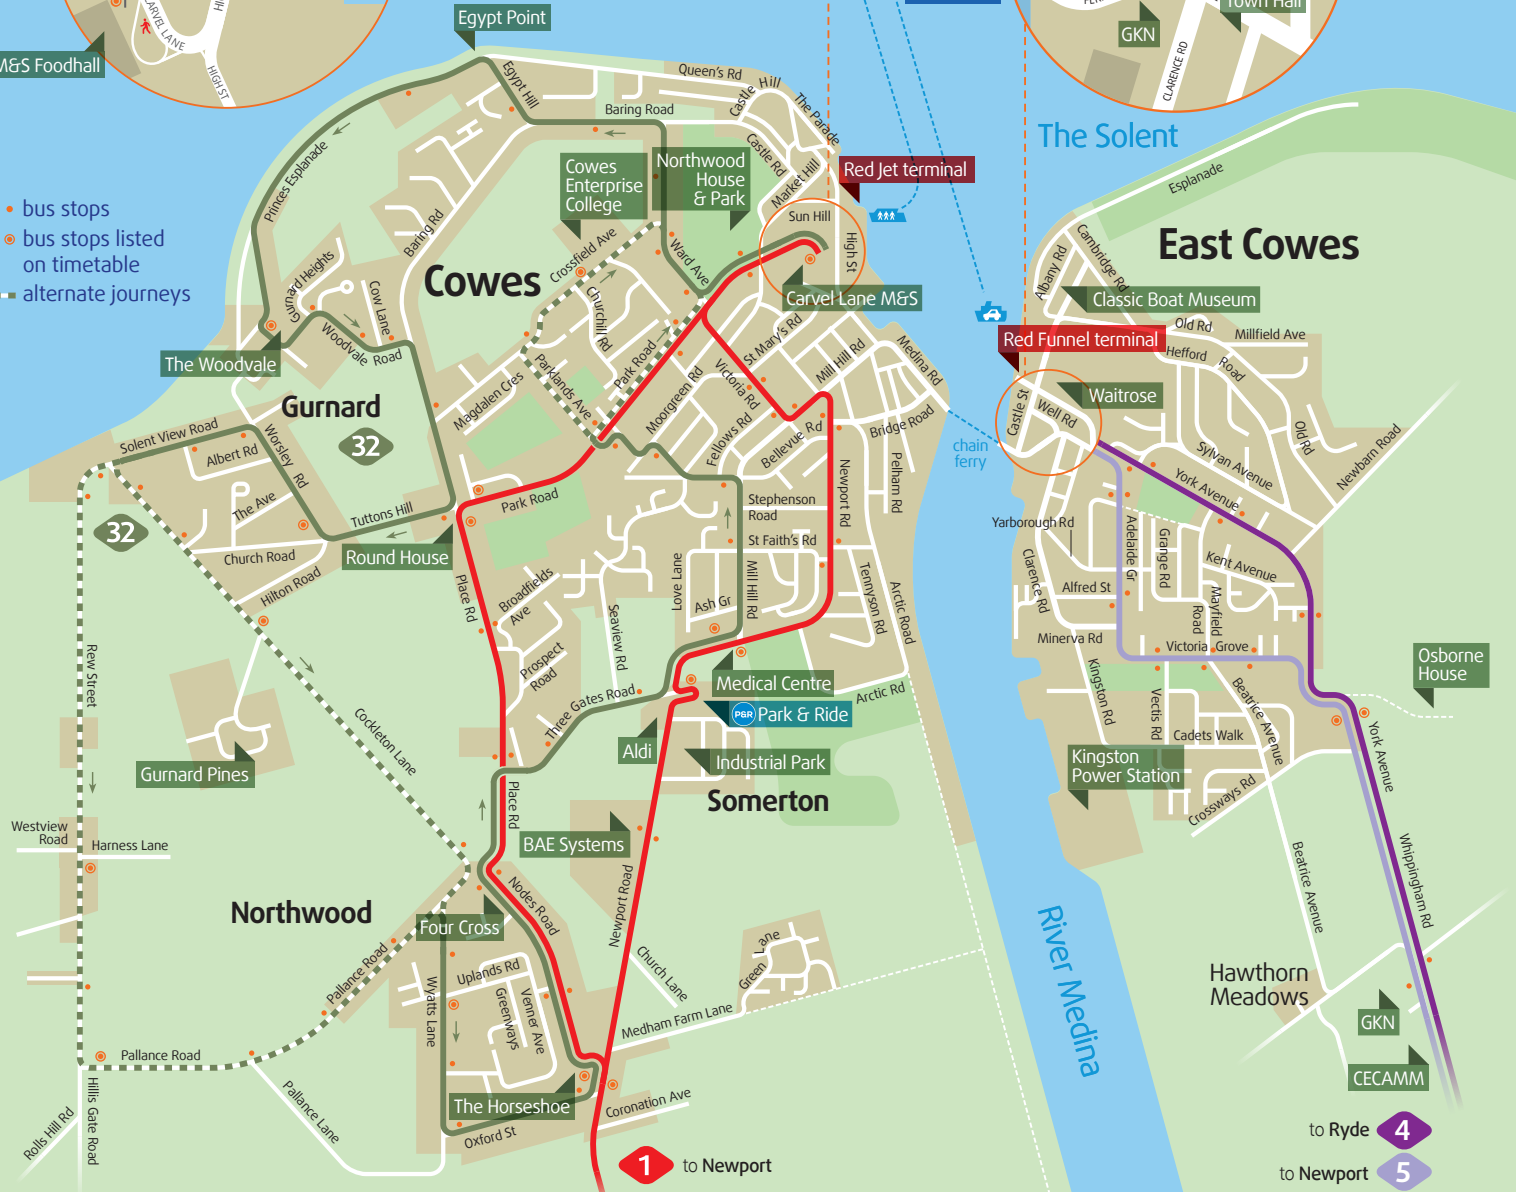 CARVEL LANE
HIGH ST
M&S Foodhall
Egypt Point
GKN
Town Hall
CLARENCE RD
Queen's Rd
Egypt Hill
Castle Hill
The Parade
Baring Road
The Solent
Esplanade
Princes Esplanade
Cowes
Enterprise
College
Northwood
House
& Park
Castle Rd
Market Hill
Red Jet terminal
bus stops
bus stops listed
on timetable
alternate journeys
Baring Rd
Sun Hill
High St
Crossfield Ave
Ward Ave
Cowes
East Cowes
Cambridge Rd
Albany Rd
Gurnard Heights
Cow Lane
Churchill Rd
Carvel Lane M&S
Classic Boat Museum
Old Rd
Millfield Ave
Red Funnel terminal
Hefford Road
The Woodvale
Woodvale Road
Park Road
St Mary's Rd
Mill Hill Rd
Medina Rd
Parklands Ave
Victoria Rd
Magdalen Cres
Moorgreen Rd
Waitrose
Castle St
Well Rd
Gurnard
32
Solent View Road
Albert Rd
Worsley Rd
Fellows Rd
Bellevue Rd
Bridge Road
chain
ferry
Old Rd
Sylvan Avenue
York Avenue
Newbarn Road
Newport Rd
Pelham Rd
The Ave
Tuttons Hill
Park Road
Stephenson
Road
St Faith's Rd
Yarborough Rd
Adelaide Gr
Grange Rd
Kent Avenue
32
Church Road
Round House
Hilton Road
Place Rd
Broadfields
Ave
Love Lane
Mill Hill Rd
Ash Gr
Tennyson Rd
Arctic Road
Clarence Rd
Alfred St
Mayfield
Road
Minerva Rd
Victoria Grove
Seaview Rd
Prospect
Road
Rew Street
Three Gates Road
Medical Centre
Arctic Rd
Kingston Rd
Vectis Rd
Beatrice Avenue
Osborne
House
P&R Park & Ride
Cockleton Lane
Aldi
Industrial Park
Cadets Walk
York Avenue
Gurnard Pines
Kingston
Power Station
Crossways Rd
Somerton
Place Rd
Westview
Road
Harness Lane
BAE Systems
Beatrice Avenue
Whippingham Rd
Nodes Road
Newport Road
Northwood
Four Cross
River Medina
Pallance Road
Uplands Rd
Wyatts Lane
Greenways
Venner Ave
Church Lane
Green Lane
Hawthorn
Meadows
Medham Farm Lane
GKN
Pallance Road
CECAMM
Hillis Gate Road
Rolls Hill Rd
Pallance Lane
The Horseshoe
Coronation Ave
Oxford St
1 to Newport
to Ryde 4
to Newport 5